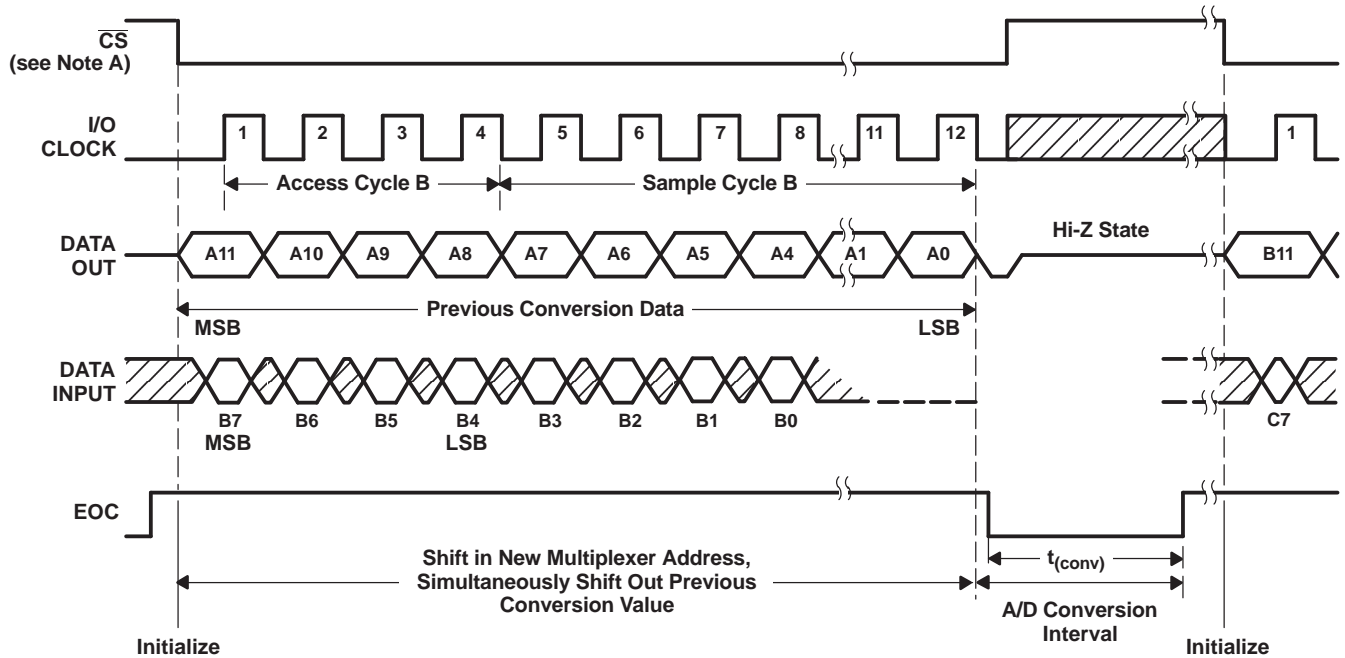 CS
(see Note A)
I/O
CLOCK
1 2 3 4 5 6 7 8 11 12 1
Access Cycle B
Sample Cycle B
DATA
OUT
A11 A10 A9 A8 A7 A6 A5 A4 A1 A0
Hi-Z State
B11
Previous Conversion Data
MSB
LSB
DATA
INPUT
B7 B6 B5 B4 B3 B2 B1 B0 C7
MSB
LSB
EOC
Shift in New Multiplexer Address,
Simultaneously Shift Out Previous
Conversion Value
t(conv)
A/D Conversion
Interval
Initialize
Initialize